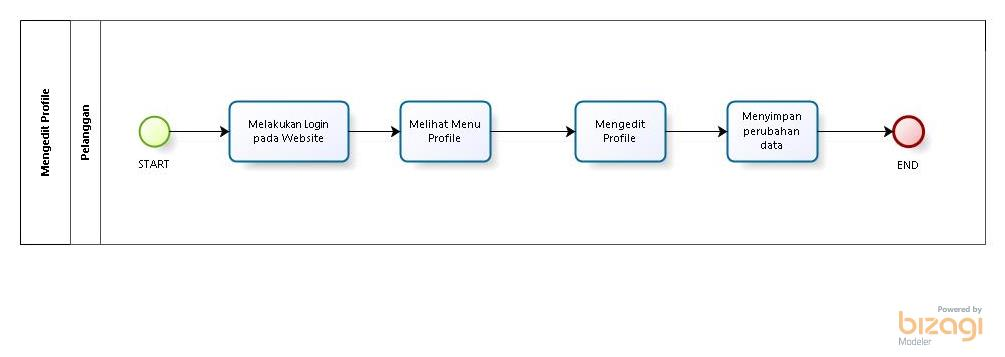 Mengedit Profile
Pelanggan
START
Melakukan Login
pada Website
Melihat Menu
Profile
Mengedit
Profile
Menyimpan
perubahan
data
END
Powered by
bizagi
Modeler